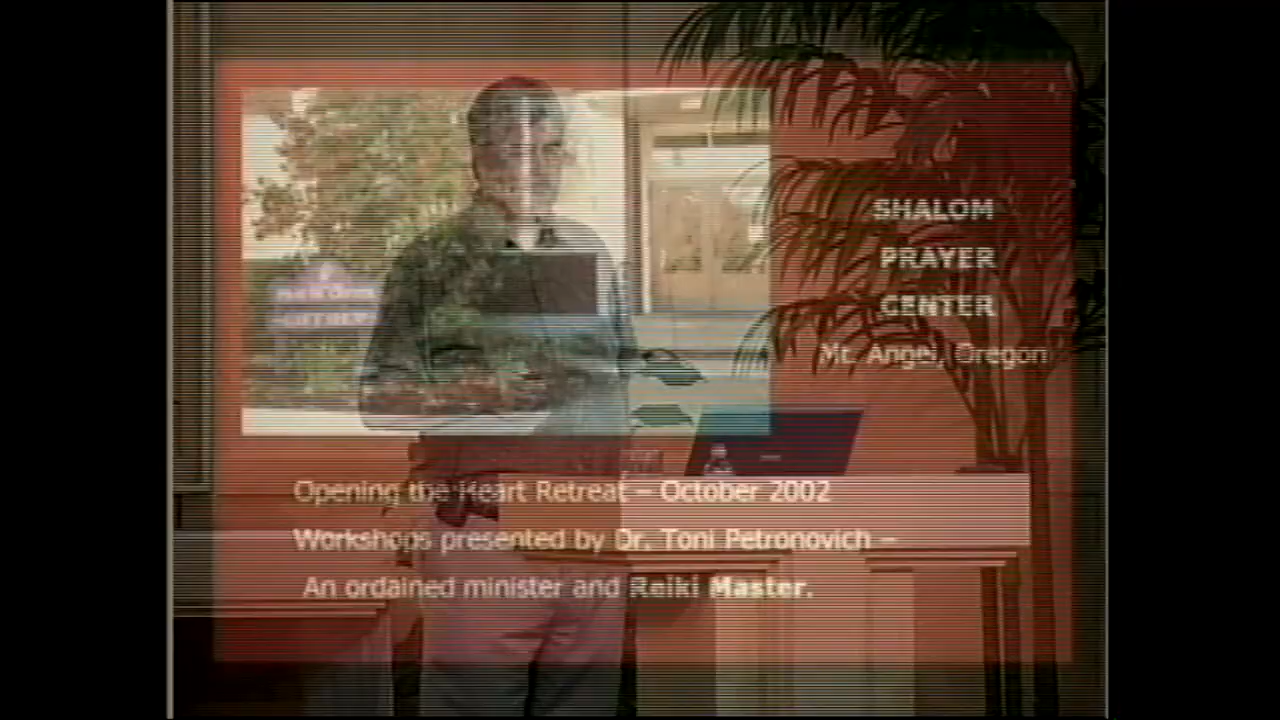 SHALOM
PRAYER
CENTER
Mt. Angel, Oregon
Opening the Heart Retreat – October 2002
Workshops presented by Dr. Toni Petronovich –
An ordained minister and Reiki Master.